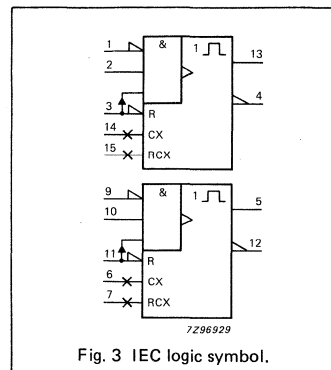 1 & 1 13
2
4
3 R
14 CX
15 RCX
9 & 1 5
10
12
11 R
6 CX
7 RCX
7Z96929
Fig. 3 IEC logic symbol.